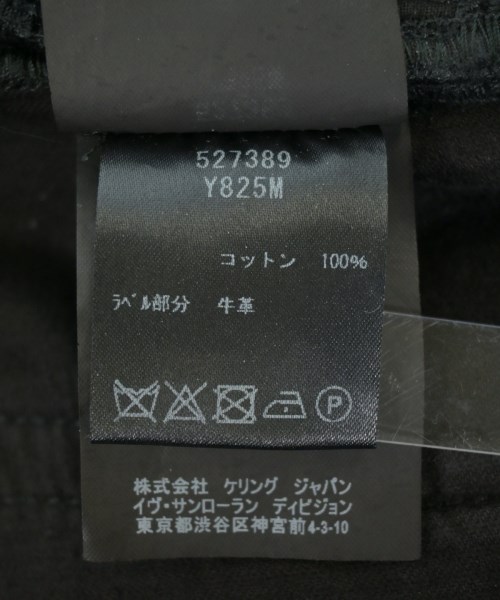 527389
Y825M
コットン 100%
ﾗﾍﾞﾙ部分 牛革
P
株式会社 ケリング ジャパン
イヴ・サンローラン ディビジョン
東京都渋谷区神宮前4-3-10